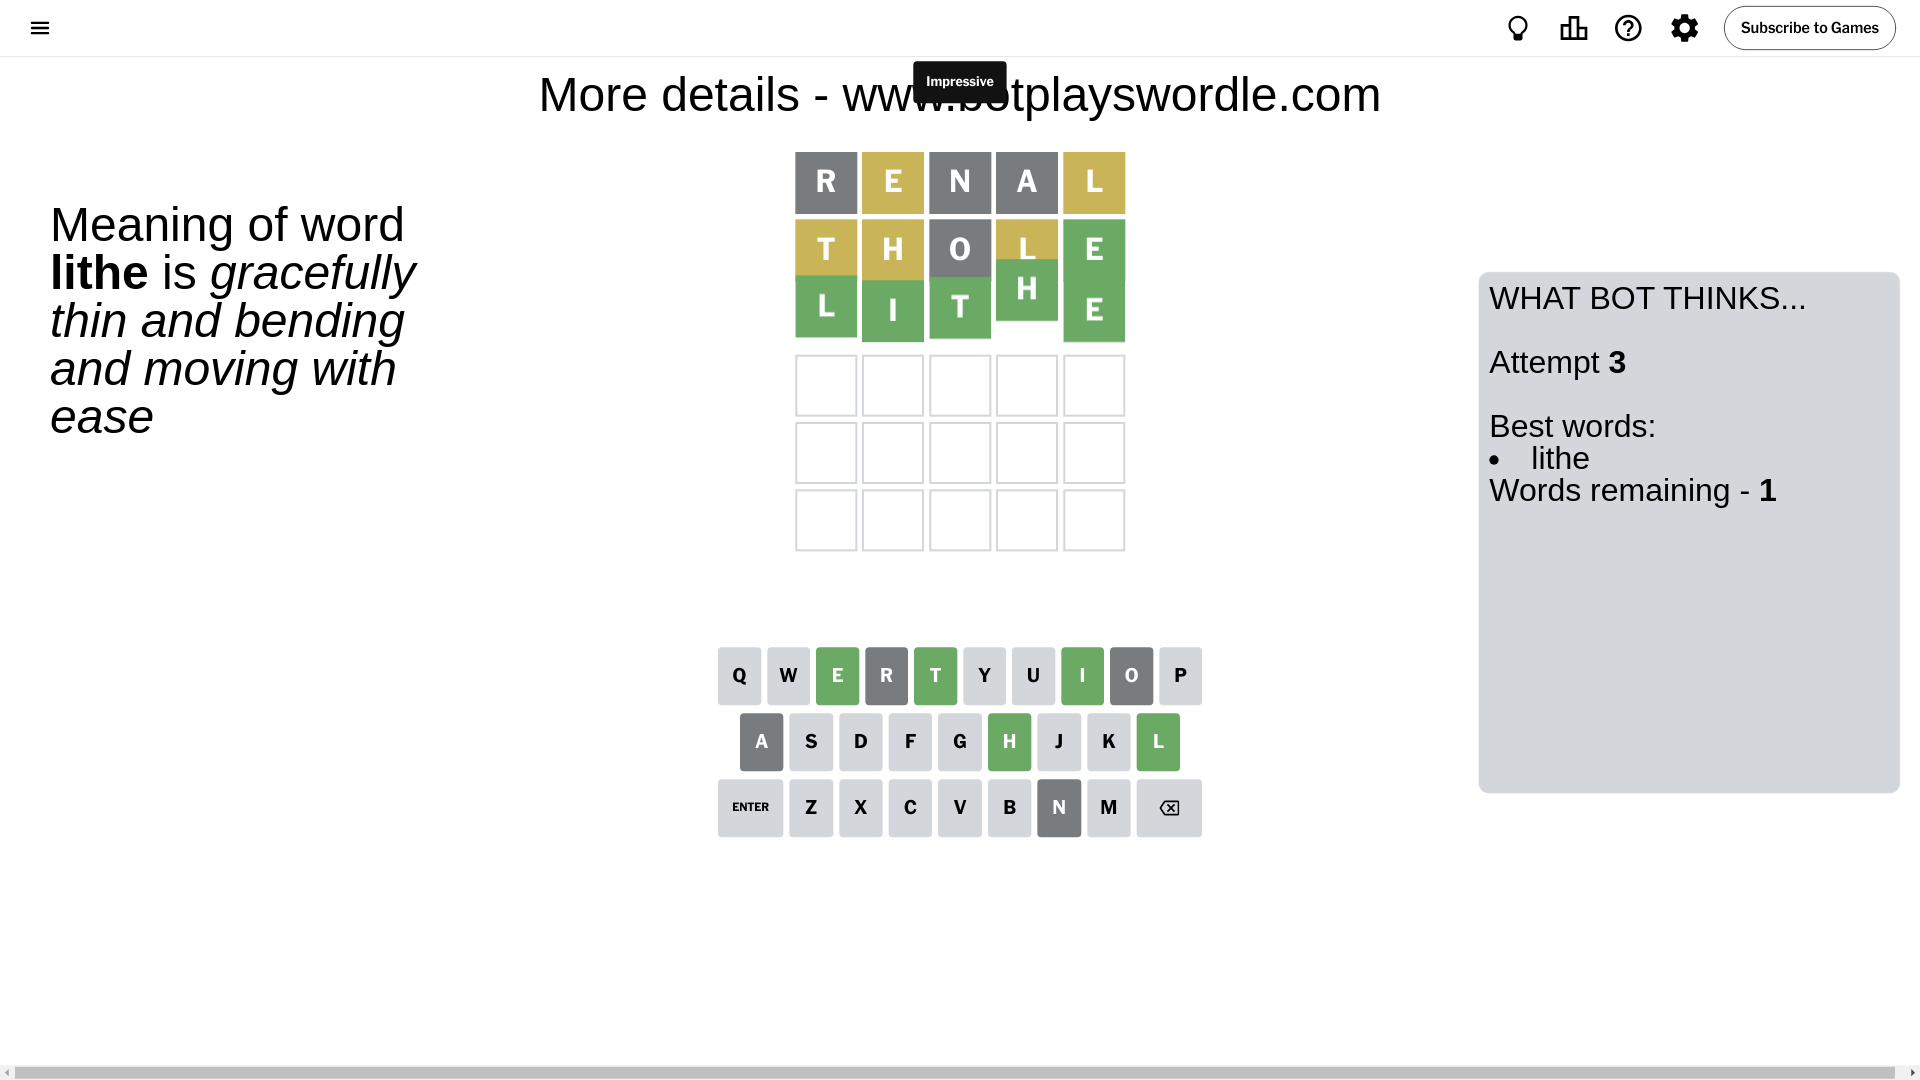 Subscribe to Games
Impressive
More details - www.botplayswordle.com
Meaning of word
lithe is gracefully
thin and bending
and moving with
ease
R E N A L
T H O L E
L I T H E
WHAT BOT THINKS...
Attempt 3
Best words:
• lithe
Words remaining - 1
Q W E R T Y U I O P
A S D F G H J K L
ENTER Z X C V B N M